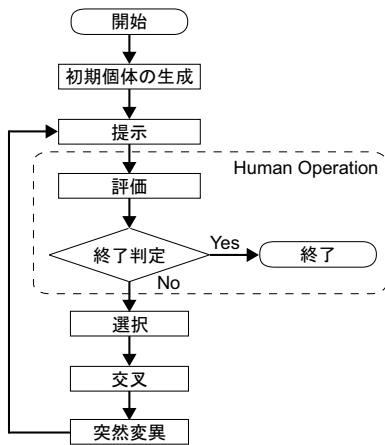 開始
初期個体の生成
提示
Human Operation
評価
終了判定
Yes
終了
No
選択
交叉
突然変異